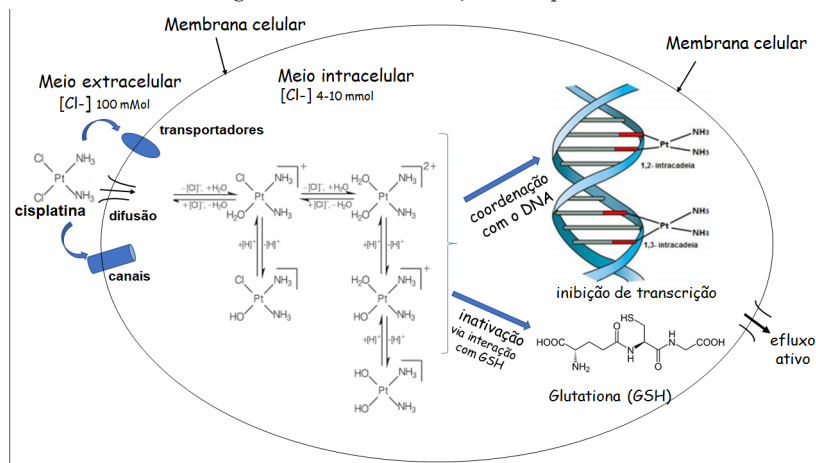 Membrana celular
Membrana celular
Meio extracelular
[Cl-] 100 mMol
Meio intracelular
[Cl-] 4-10 mmol
transportadores
Cl NH₃
Pt
Cl NH₃
cisplatina
difusão
canais
-[Cl]⁻, +H₂O
+[Cl]⁻, -H₂O
Cl NH₃ +
Pt
H₂O NH₃
-[Cl]⁻, +H₂O
+[Cl]⁻, -H₂O
H₂O NH₃ 2+
Pt
H₂O NH₃
+[H]⁺ -[H]⁺
+[H]⁺ -[H]⁺
Cl NH₃
Pt
HO NH₃
H₂O NH₃ +
Pt
HO NH₃
+[H]⁺ -[H]⁺
HO NH₃
Pt
HO NH₃
coordenação
com o DNA
NH3
Pt
NH3
1,2- intracadeia
NH3
Pt
NH3
1,3- intracadeia
inibição de transcrição
inativação
via interação
com GSH
HS
HOOC
O
NH₂
N
H
O
H
N
COOH
Glutationa (GSH)
efluxo
ativo